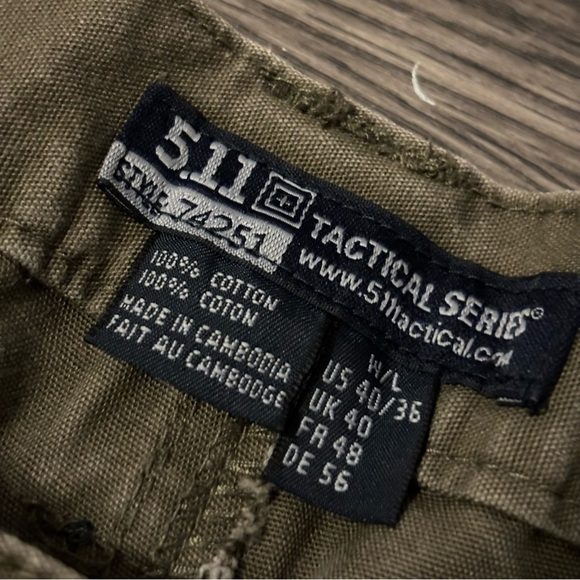 5.11 TACTICAL SERIES®
STYLE 74251 www.511tactical.com
100% COTTON
100% COTON
MADE IN CAMBODIA
FAIT AU CAMBODGE
W/L
US 40/36
UK 40
FR 48
DE 56